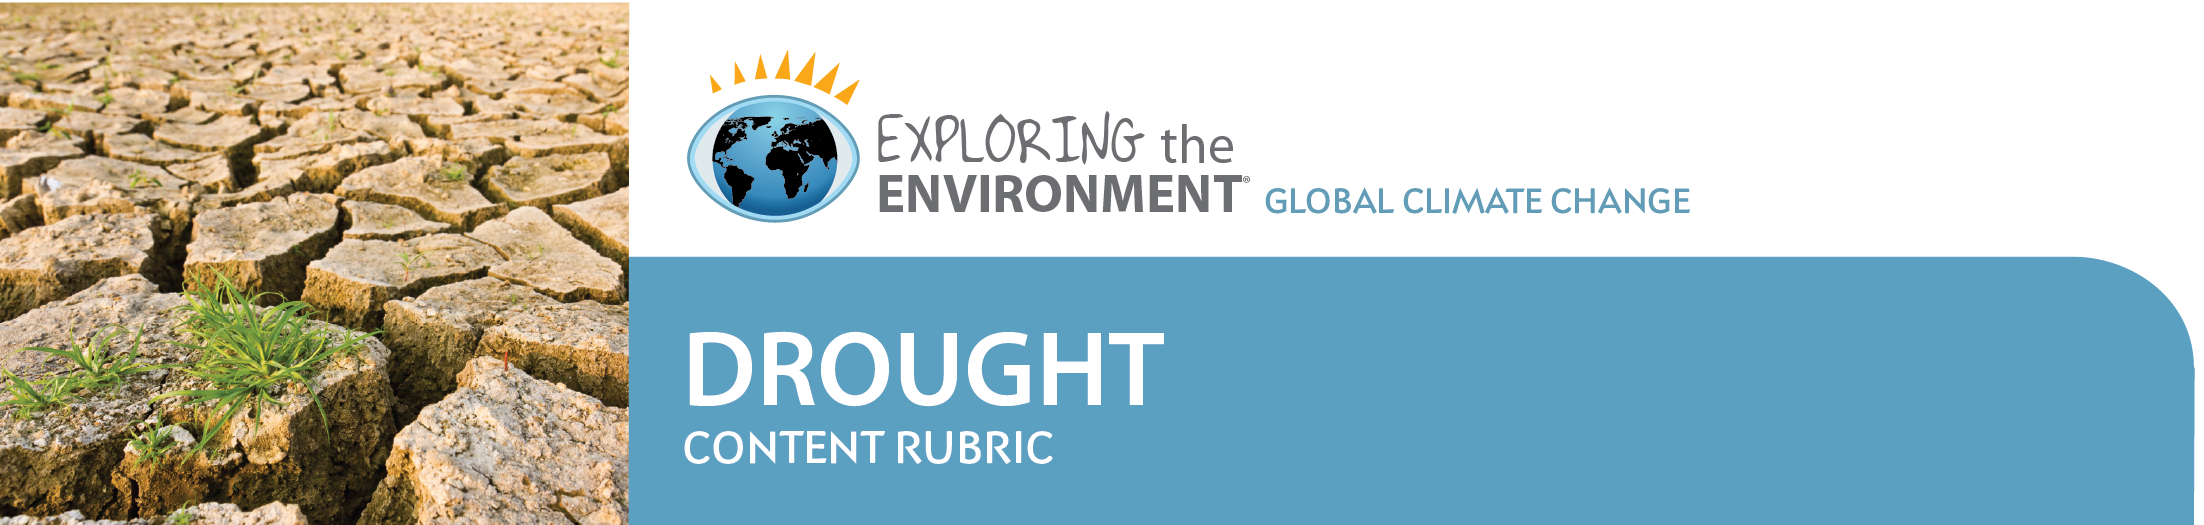 EXPLORING the
ENVIRONMENT® GLOBAL CLIMATE CHANGE
DROUGHT
CONTENT RUBRIC